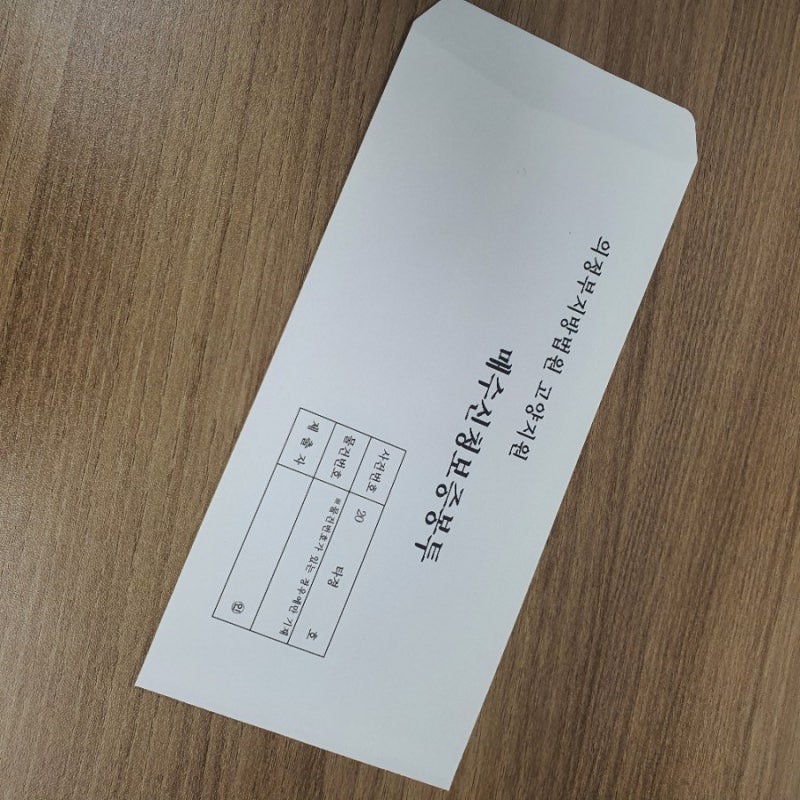 의정부지방법원 고양지원
매수신청보증봉투
사건번호 20 타경 호
물건번호 ※물건번호가 있는 경우에만 기재
제 출 자 ㊞